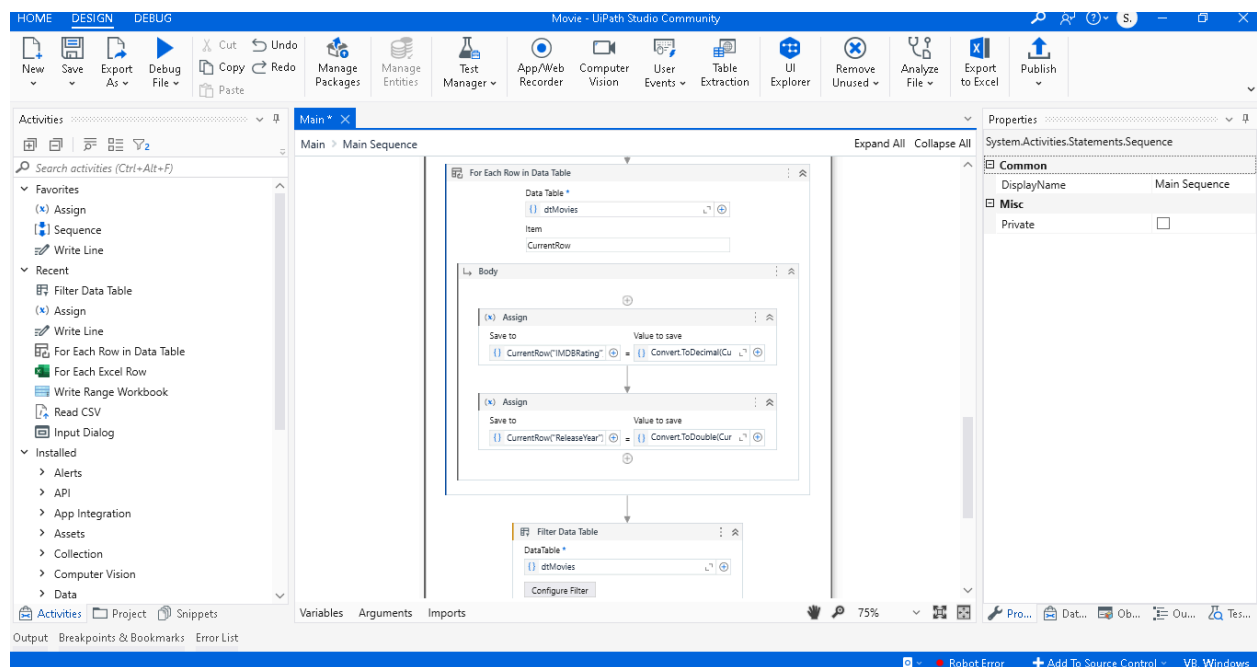 HOME DESIGN DEBUG
Movie - UiPath Studio Community
S.
New Save Export As Debug File
Cut Copy Paste
Undo Redo
Manage Packages
Manage Entities
Test Manager
App/Web Recorder
Computer Vision
User Events
Table Extraction
UI Explorer
Remove Unused
Analyze File
Export to Excel
Publish
Activities
Search activities (Ctrl+Alt+F)
Favorites
Assign
Sequence
Write Line
Recent
Filter Data Table
Assign
Write Line
For Each Row in Data Table
For Each Excel Row
Write Range Workbook
Read CSV
Input Dialog
Installed
Alerts
API
App Integration
Assets
Collection
Computer Vision
Data
Activities Project Snippets
Main *
Main > Main Sequence
Expand All Collapse All
For Each Row in Data Table
Data Table *
dtMovies
Item
CurrentRow
Body
Assign
Save to Value to save
CurrentRow("IMDBRating" = Convert.ToDecimal(Cu
Assign
Save to Value to save
CurrentRow("ReleaseYear") = Convert.ToDouble(Cur
Filter Data Table
DataTable *
dtMovies
Configure Filter
Variables Arguments Imports
75%
Properties
System.Activities.Statements.Sequence
Common
DisplayName Main Sequence
Misc
Private
Pro... Dat... Ob... Ou... Tes...
Output Breakpoints & Bookmarks Error List
Robot Error Add To Source Control VB, Windows